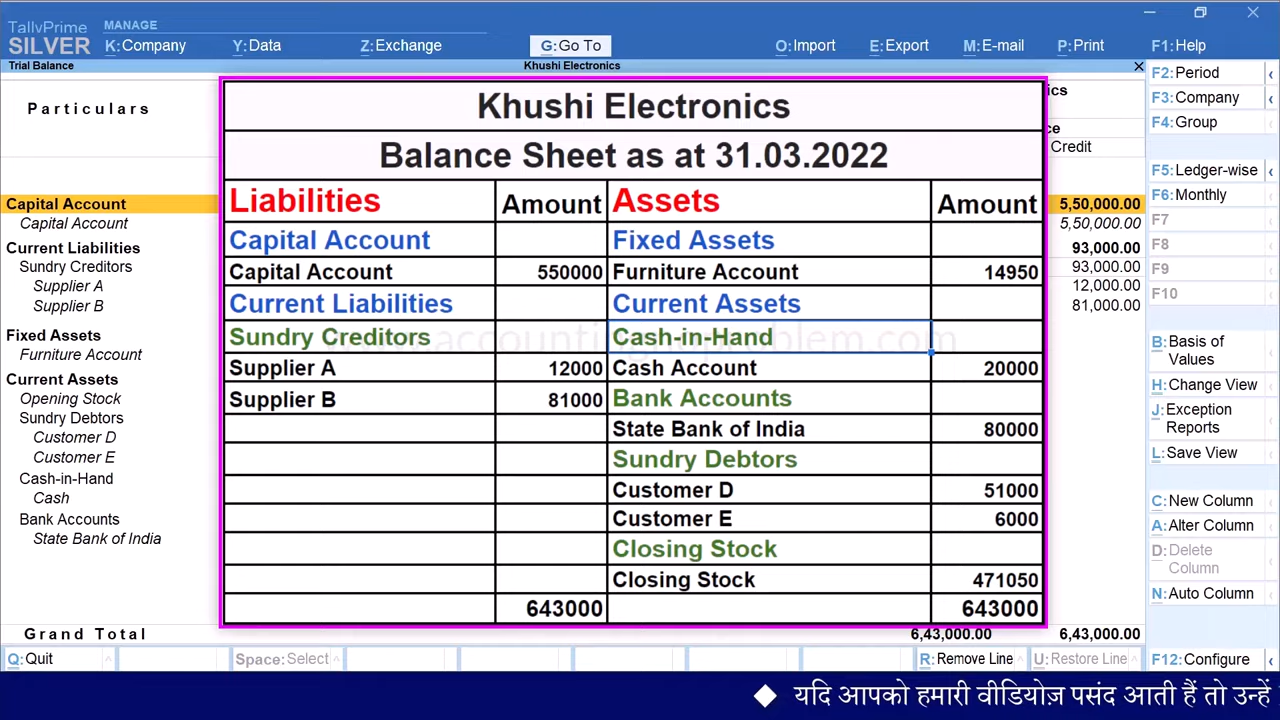 TallyPrime MANAGE
SILVER K:Company Y:Data Z:Exchange G:Go To O:Import E:Export M:E-mail P:Print F1:Help
Trial Balance Khushi Electronics
Particulars
Credit
Capital Account 5,50,000.00
Capital Account 5,50,000.00
Current Liabilities 93,000.00
Sundry Creditors 93,000.00
Supplier A 12,000.00
Supplier B 81,000.00
Fixed Assets
Furniture Account
Current Assets
Opening Stock
Sundry Debtors
Customer D
Customer E
Cash-in-Hand
Cash
Bank Accounts
State Bank of India
Grand Total 6,43,000.00 6,43,000.00
Khushi Electronics
Balance Sheet as at 31.03.2022
Liabilities Amount Assets Amount
Capital Account Fixed Assets
Capital Account 550000 Furniture Account 14950
Current Liabilities Current Assets
Sundry Creditors Cash-in-Hand
Supplier A 12000 Cash Account 20000
Supplier B 81000 Bank Accounts
State Bank of India 80000
Sundry Debtors
Customer D 51000
Customer E 6000
Closing Stock
Closing Stock 471050
643000 643000
F2:Period
F3:Company
F4:Group
F5:Ledger-wise
F6:Monthly
F7
F8
F9
F10
B:Basis of
Values
H:Change View
J:Exception
Reports
L:Save View
C:New Column
A:Alter Column
D:Delete
Column
N:Auto Column
Q:Quit Space:Select R:Remove Line U:Restore Line F12:Configure
यदि आपको हमारी वीडियोज़ पसंद आती हैं तो उन्हें